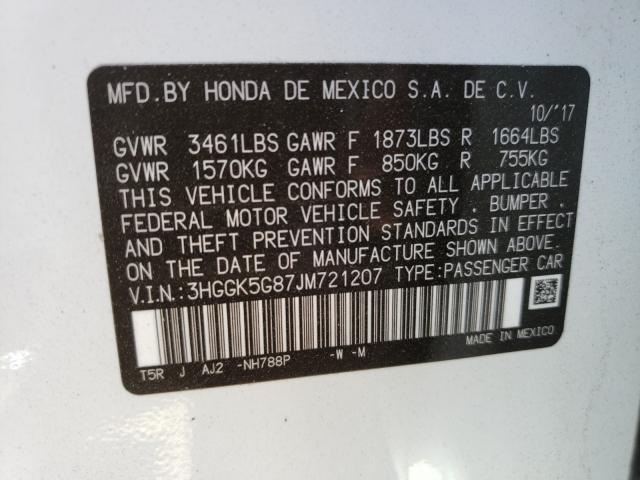 MFD.BY HONDA DE MEXICO S.A. DE C.V.
10/'17
GVWR 3461LBS GAWR F 1873LBS R 1664LBS
GVWR 1570KG GAWR F 850KG R 755KG
THIS VEHICLE CONFORMS TO ALL APPLICABLE
FEDERAL MOTOR VEHICLE SAFETY , BUMPER ,
AND THEFT PREVENTION STANDARDS IN EFFECT
ON THE DATE OF MANUFACTURE SHOWN ABOVE.
V.I.N.:3HGGK5G87JM721207 TYPE:PASSENGER CAR
T5R J AJ2 -NH788P -W -M
MADE IN MEXICO